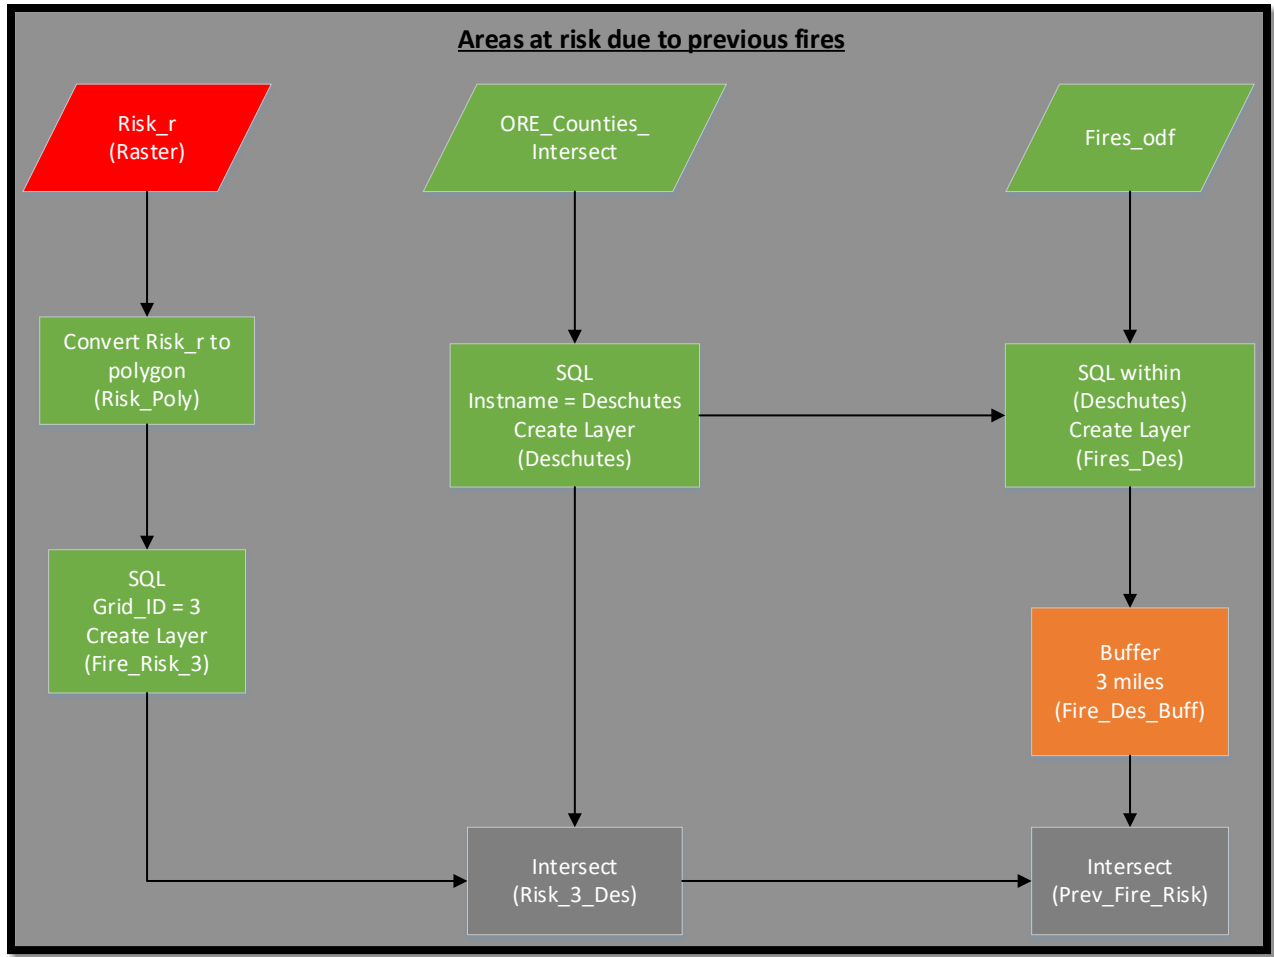 Areas at risk due to previous fires
Risk_r
(Raster)
ORE_Counties_
Intersect
Fires_odf
Convert Risk_r to
polygon
(Risk_Poly)
SQL
Instname = Deschutes
Create Layer
(Deschutes)
SQL within
(Deschutes)
Create Layer
(Fires_Des)
SQL
Grid_ID = 3
Create Layer
(Fire_Risk_3)
Buffer
3 miles
(Fire_Des_Buff)
Intersect
(Risk_3_Des)
Intersect
(Prev_Fire_Risk)